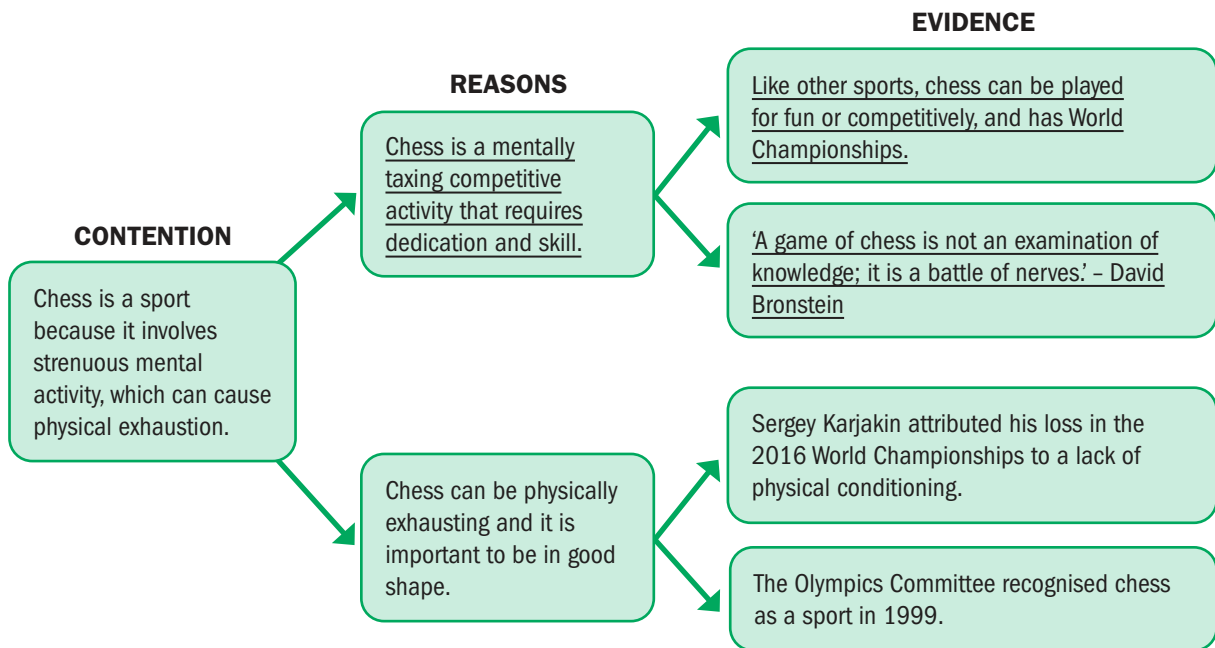 EVIDENCE
Like other sports, chess can be played
for fun or competitively, and has World
Championships.
REASONS
Chess is a mentally
taxing competitive
activity that requires
dedication and skill.
‘A game of chess is not an examination of
knowledge; it is a battle of nerves.’ – David
Bronstein
CONTENTION
Chess is a sport
because it involves
strenuous mental
activity, which can cause
physical exhaustion.
Sergey Karjakin attributed his loss in the
2016 World Championships to a lack of
physical conditioning.
Chess can be physically
exhausting and it is
important to be in good
shape.
The Olympics Committee recognised chess
as a sport in 1999.